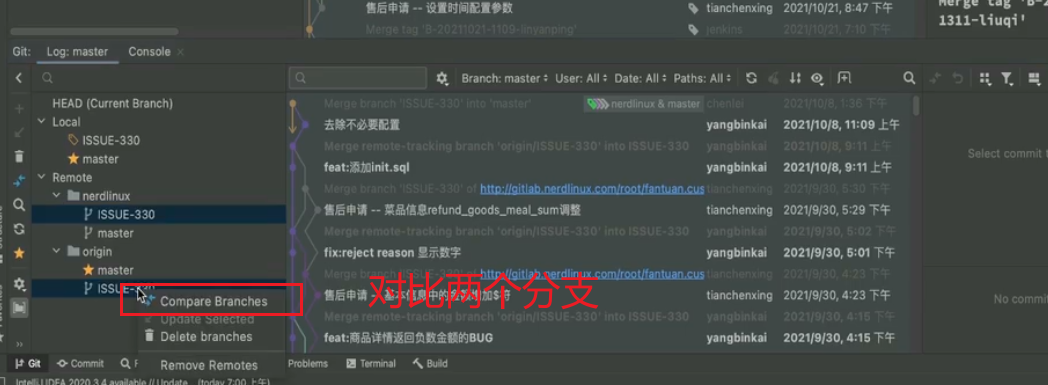 售后申请 -- 设置时间配置参数 tianchenxing 2021/10/21, 8:47 下午
Merge tag 'B-20211021-1109-linyanping' jenkins 2021/10/21, 7:10 下午
Merge tag 'B-2
1311-liuqi'
Git: Log: master Console ×
Branch: master User: All Date: All Paths: All
HEAD (Current Branch)
Local
ISSUE-330
master
Remote
nerdlinux
ISSUE-330
master
origin
master
ISSUE-330
Compare Branches
Update Selected
Delete branches
Remove Remotes
Merge branch 'ISSUE-330' into 'master' nerdlinux & master chenlei 2021/10/8, 1:36 下午
去除不必要配置 yangbinkai 2021/10/8, 11:09 上午
Merge remote-tracking branch 'origin/ISSUE-330' into ISSUE-330 yangbinkai 2021/10/8, 9:11 上午
feat:添加init.sql yangbinkai 2021/10/8, 9:11 上午
Merge branch 'ISSUE-330' of http://gitlab.nerdlinux.com/root/fantuan.cus tianchenxing 2021/9/30, 5:30 下午
售后申请 -- 菜品信息refund_goods_meal_sum调整 tianchenxing 2021/9/30, 5:29 下午
Merge remote-tracking branch 'origin/ISSUE-330' into ISSUE-330 yangbinkai 2021/9/30, 5:02 下午
fix:reject reason 显示数字 yangbinkai 2021/9/30, 5:01 下午
Merge branch 'ISSUE-330' of http://gitlab.nerdlinux.com/root/fantuan.cus tianchenxing 2021/9/30, 4:23 下午
对比两个分支
售后申请 -- 基本信息中的金额增加$符 tianchenxing 2021/9/30, 4:23 下午
Merge remote-tracking branch 'origin/ISSUE-330' into ISSUE-330 yangbinkai 2021/9/30, 4:15 下午
feat:商品详情返回负数金额的BUG yangbinkai 2021/9/30, 4:15 下午
Select commit t
No commi
Git Commit Problems Terminal Build
IntelliJ IDEA 2020.3.4 available // Update... (today 7:00 上午)